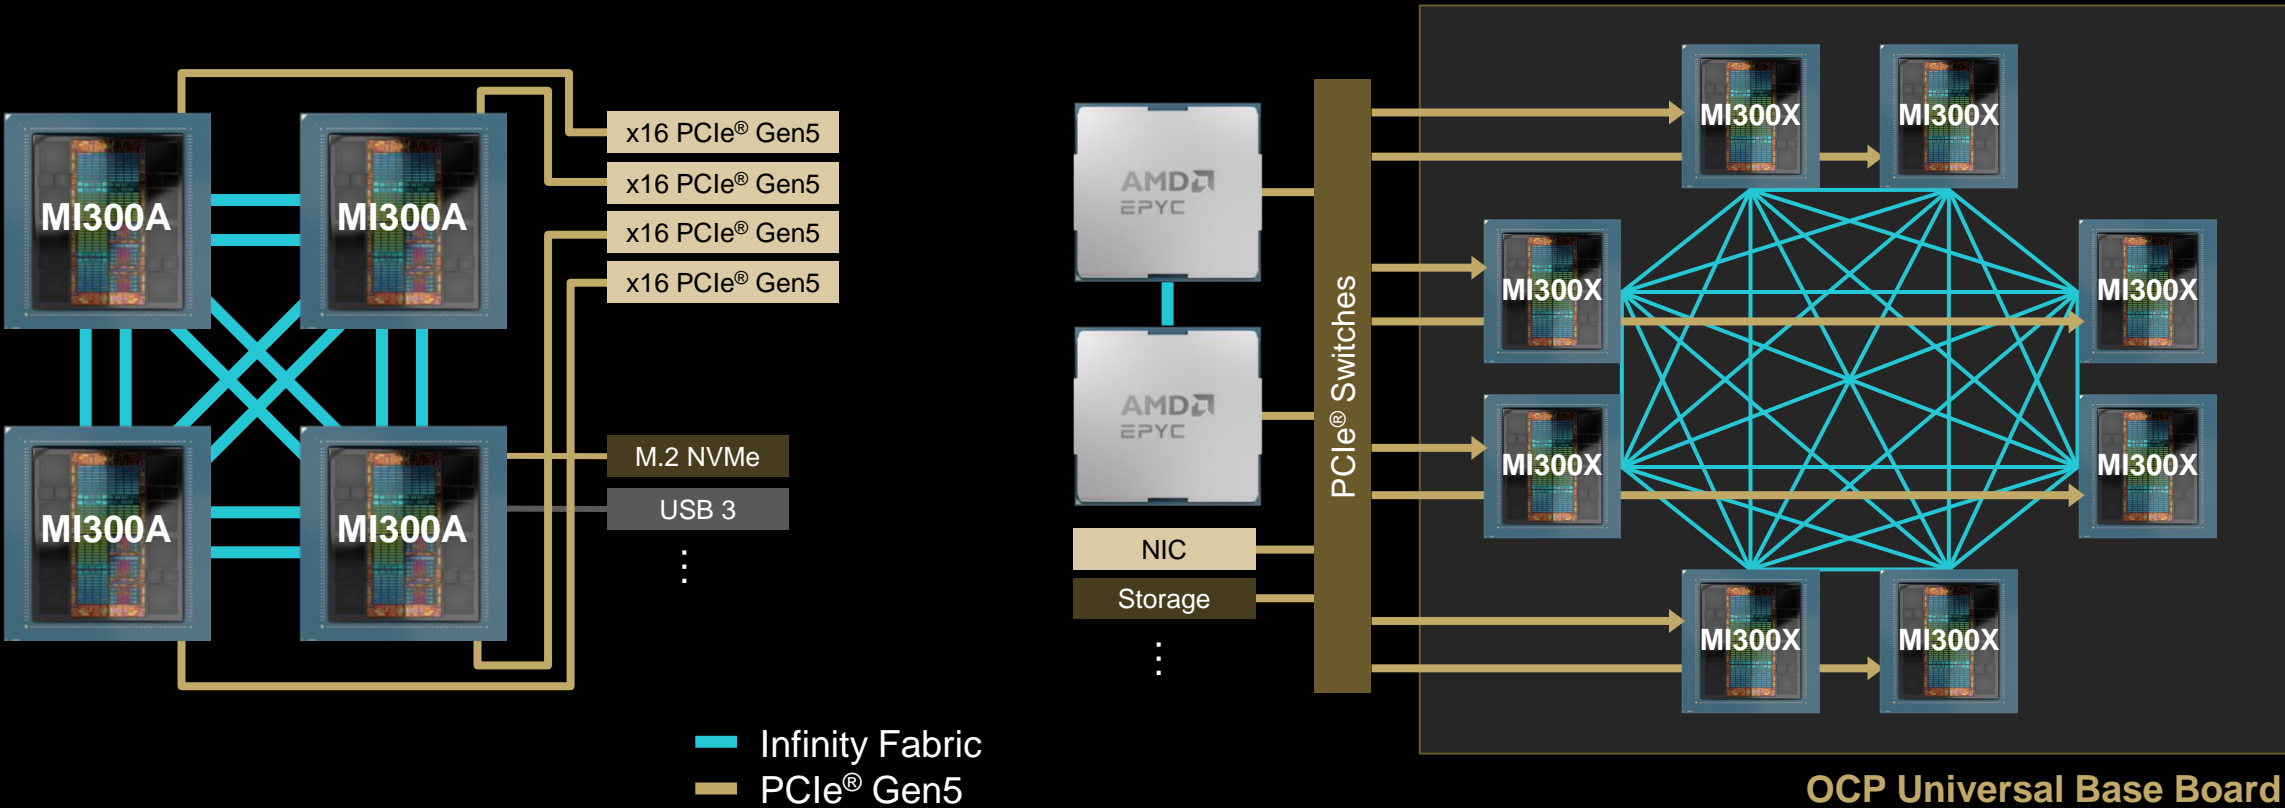 MI300A
MI300A
MI300A
MI300A
x16 PCIe® Gen5
x16 PCIe® Gen5
x16 PCIe® Gen5
x16 PCIe® Gen5
M.2 NVMe
USB 3
⋮
AMD
EPYC
AMD
EPYC
NIC
Storage
⋮
PCIe® Switches
MI300X
MI300X
MI300X
MI300X
MI300X
MI300X
MI300X
MI300X
Infinity Fabric
PCIe® Gen5
OCP Universal Base Board